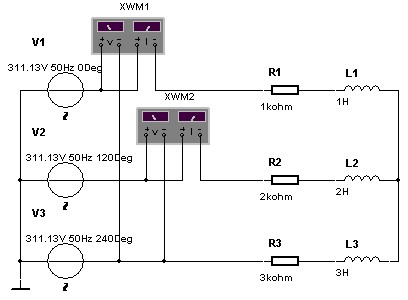 XWM1
V1
XWM2
311.13V 50Hz 0Deg
+ V - + I -
R1
L1
1kohm
1H
V2
+ V - + I -
311.13V 50Hz 120Deg
R2
L2
2kohm
2H
V3
311.13V 50Hz 240Deg
R3
L3
3kohm
3H